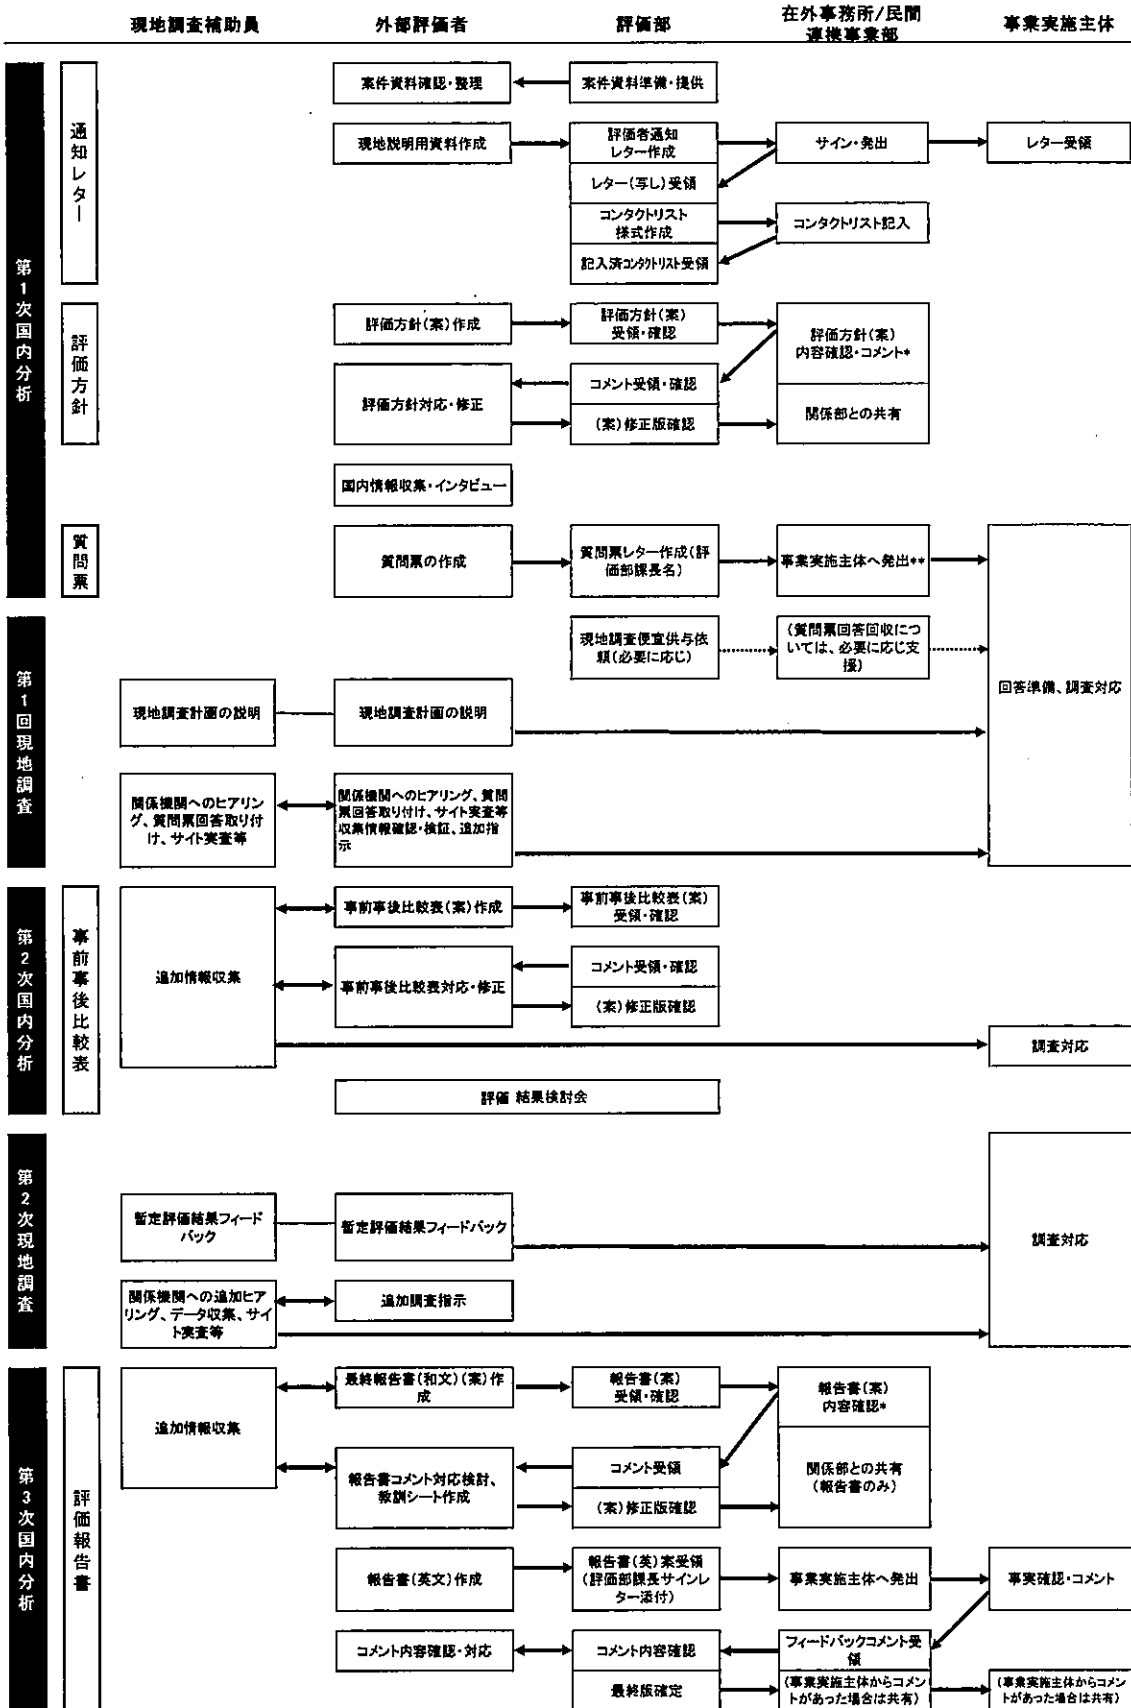 現地調査補助員
外部評価者
評価部
在外事務所/民間
連携事業部
事業実施主体
第1次国内分析
通知レター
案件資料確認・整理
案件資料準備・提供
現地説明用資料作成
評価者通知
レター作成
サイン・発出
レター受領
レター(写し)受領
コンタクトリスト
様式作成
コンタクトリスト記入
記入済コンタクトリスト受領
評価方針
評価方針(案)作成
評価方針(案)
受領・確認
評価方針(案)
内容確認・コメント*
評価方針対応・修正
コメント受領・確認
(案)修正版確認
関係部との共有
国内情報収集・インタビュー
質問票
質問票の作成
質問票レター作成(評
価部課長名)
事業実施主体へ発出**
第1回現地調査
現地調査便宜供与依
頼(必要に応じ)
(質問票回答回収につ
いては、必要に応じ支
援)
回答準備、調査対応
現地調査計画の説明
現地調査計画の説明
関係機関へのヒアリン
グ、質問票回答取り付
け、サイト実査等
関係機関へのヒアリング、質問
票回答取り付け、サイト実査等
収集情報確認・検証、追加指
示
第2次国内分析
事前事後比較表
追加情報収集
事前事後比較表(案)作成
事前事後比較表(案)
受領・確認
事前事後比較表対応・修正
コメント受領・確認
(案)修正版確認
調査対応
評価 結果検討会
第2次現地調査
暫定評価結果フィード
バック
暫定評価結果フィードバック
調査対応
関係機関への追加ヒア
リング、データ収集、サイ
ト実査等
追加調査指示
第3次国内分析
評価報告書
追加情報収集
最終報告書(和文)(案)作
成
報告書(案)
受領・確認
報告書(案)
内容確認*
報告書コメント対応検討、
教訓シート作成
コメント受領
(案)修正版確認
関係部との共有
(報告書のみ)
報告書(英文)作成
報告書(英)案受領
(評価部課長サインレ
ター添付)
事業実施主体へ発出
事実確認・コメント
コメント内容確認・対応
コメント内容確認
フィードバックコメント受
領
最終版確定
(事業実施主体からコメン
トがあった場合は共有)
(事業実施主体からコメン
トがあった場合は共有)